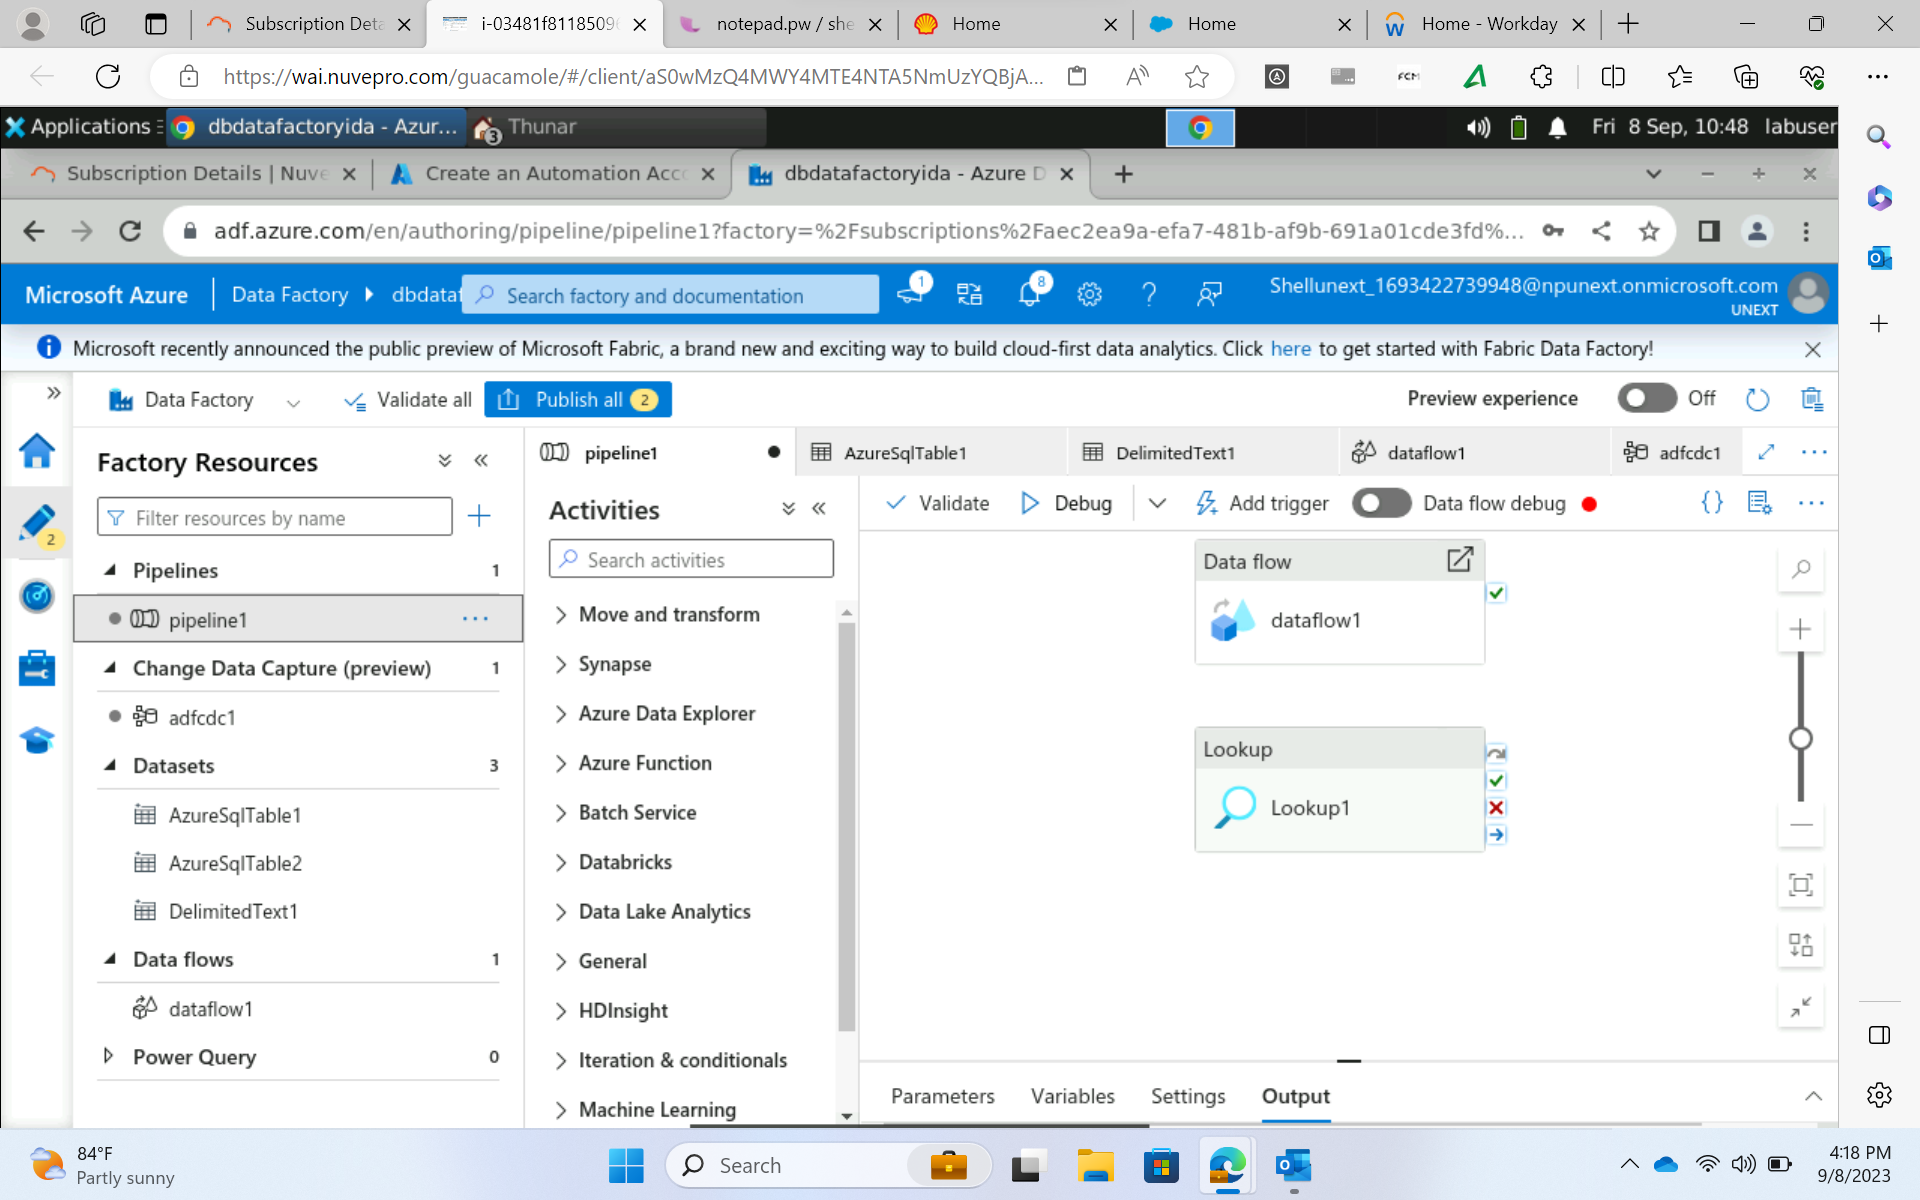 Subscription Deta
i-03481f8118509
notepad.pw / she
Home
Home
Home - Workday
https://wai.nuvepro.com/guacamole/#/client/aS0wMzQ4MWY4MTE4NTA5NmUzYQBjA...
FCM
Applications
dbdatafactoryida - Azur...
3
Thunar
Fri 8 Sep, 10:48 labuser
Subscription Details | Nuve
Create an Automation Acc
dbdatafactoryida - Azure D
adf.azure.com/en/authoring/pipeline/pipeline1?factory=%2Fsubscriptions%2Faec2ea9a-efa7-481b-af9b-691a01cde3fd%...
Microsoft Azure
Data Factory
dbdataf
Search factory and documentation
1
8
Shellunext_1693422739948@npunext.onmicrosoft.com
UNEXT
Microsoft recently announced the public preview of Microsoft Fabric, a brand new and exciting way to build cloud-first data analytics. Click here to get started with Fabric Data Factory!
Data Factory
Validate all
Publish all 2
Preview experience
Off
2
Factory Resources
Filter resources by name
Pipelines 1
pipeline1
Change Data Capture (preview) 1
adfcdc1
Datasets 3
AzureSqlTable1
AzureSqlTable2
DelimitedText1
Data flows 1
dataflow1
Power Query 0
pipeline1
AzureSqlTable1
DelimitedText1
dataflow1
adfcdc1
Activities
Search activities
Move and transform
Synapse
Azure Data Explorer
Azure Function
Batch Service
Databricks
Data Lake Analytics
General
HDInsight
Iteration & conditionals
Machine Learning
Validate
Debug
Add trigger
Data flow debug
Data flow
dataflow1
Lookup
Lookup1
Parameters
Variables
Settings
Output
84°F
Partly sunny
Search
4:18 PM
9/8/2023